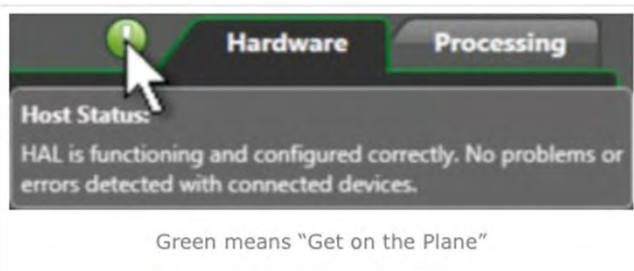 Hardware Processing
Host Status:
HAL is functioning and configured correctly. No problems or
errors detected with connected devices.
Green means “Get on the Plane”